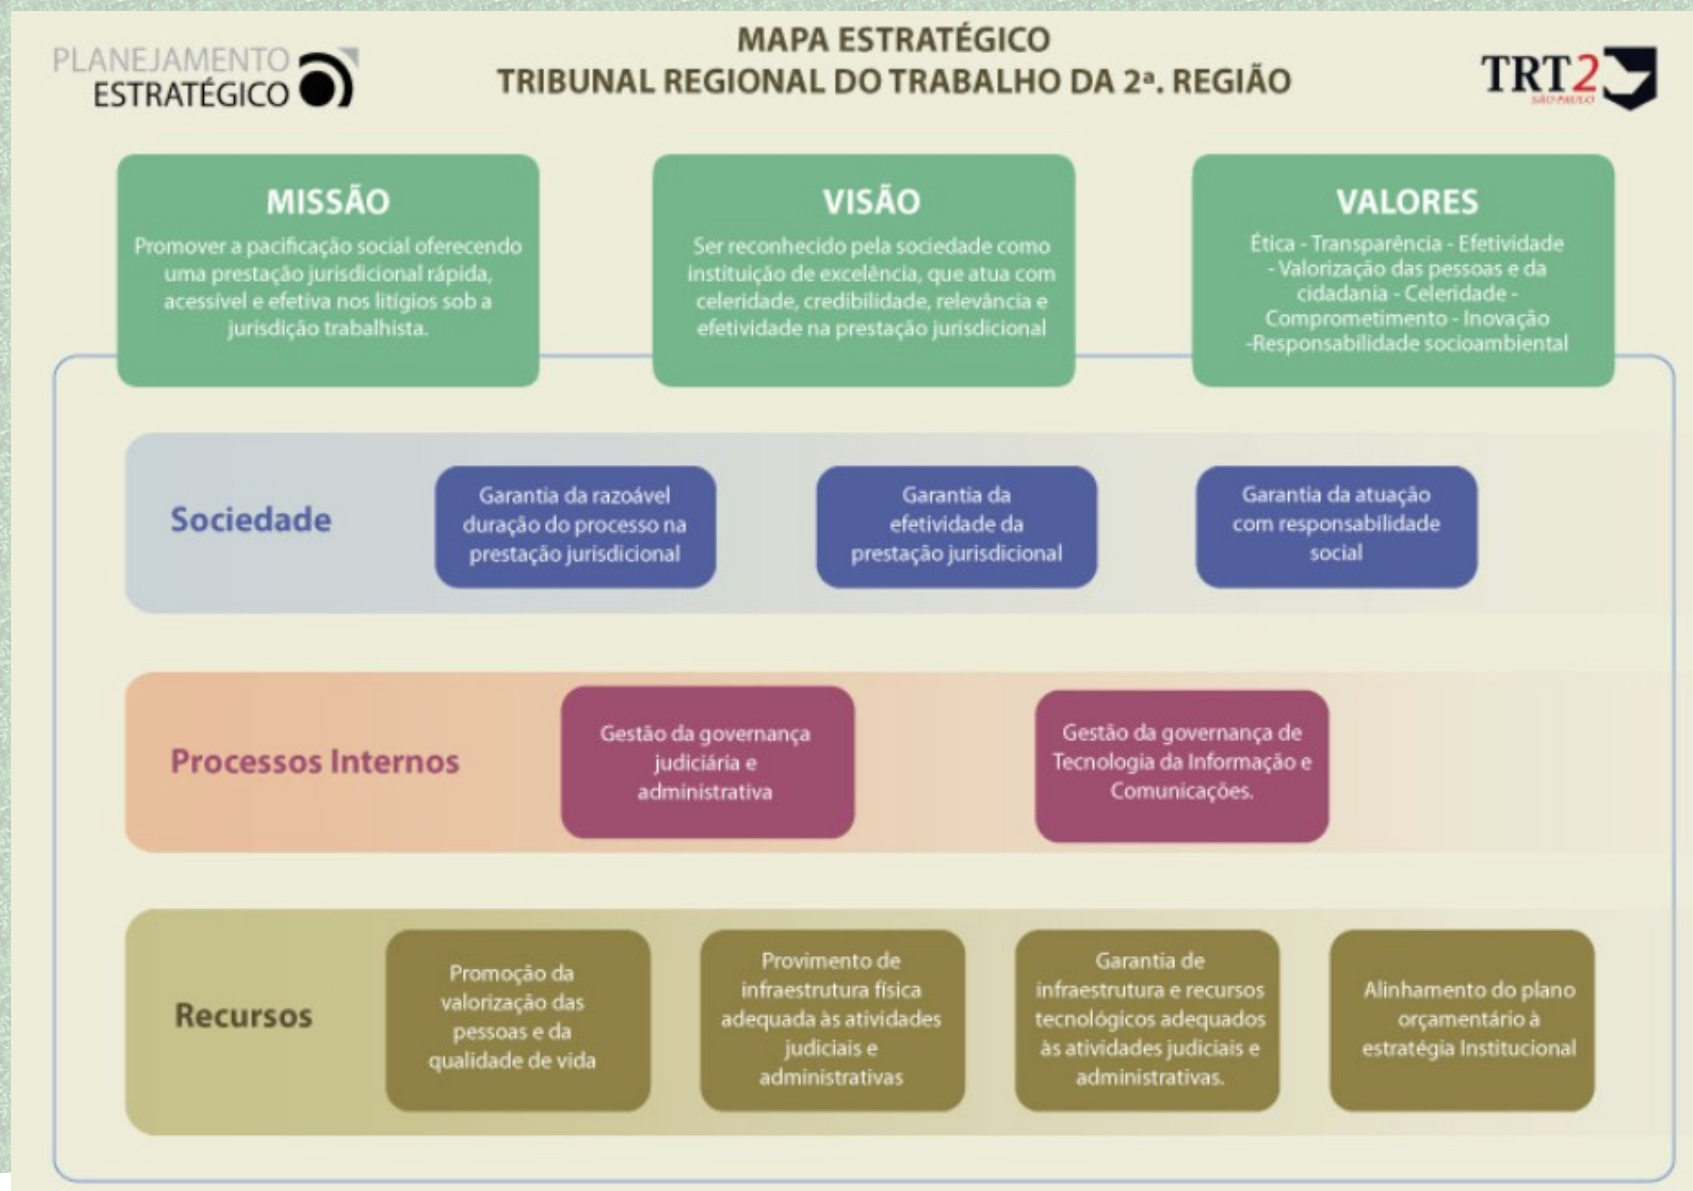 PLANEJAMENTO
ESTRATÉGICO
MAPA ESTRATÉGICO
TRIBUNAL REGIONAL DO TRABALHO DA 2ª. REGIÃO
TRT2
SÃO PAULO
MISSÃO
Promover a pacificação social oferecendo
uma prestação jurisdicional rápida,
acessível e efetiva nos litígios sob a
jurisdição trabalhista.
VISÃO
Ser reconhecido pela sociedade como
instituição de excelência, que atua com
celeridade, credibilidade, relevância e
efetividade na prestação jurisdicional
VALORES
Ética - Transparência - Efetividade
- Valorização das pessoas e da
cidadania - Celeridade -
Comprometimento - Inovação
-Responsabilidade socioambiental
Sociedade
Garantia da razoável
duração do processo na
prestação jurisdicional
Garantia da
efetividade da
prestação jurisdicional
Garantia da atuação
com responsabilidade
social
Processos Internos
Gestão da governança
judiciária e
administrativa
Gestão da governança de
Tecnologia da Informação e
Comunicações.
Recursos
Promoção da
valorização das
pessoas e da
qualidade de vida
Provimento de
infraestrutura física
adequada às atividades
judiciais e
administrativas
Garantia de
infraestrutura e recursos
tecnológicos adequados
às atividades judiciais e
administrativas.
Alinhamento do plano
orçamentário à
estratégia Institucional